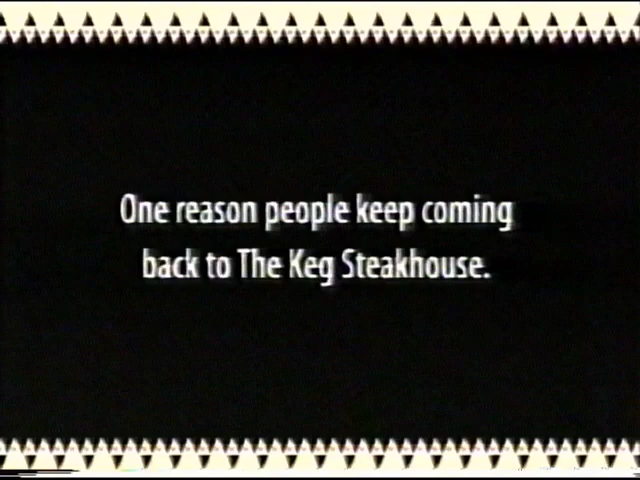 One reason people keep coming
back to The Keg Steakhouse.